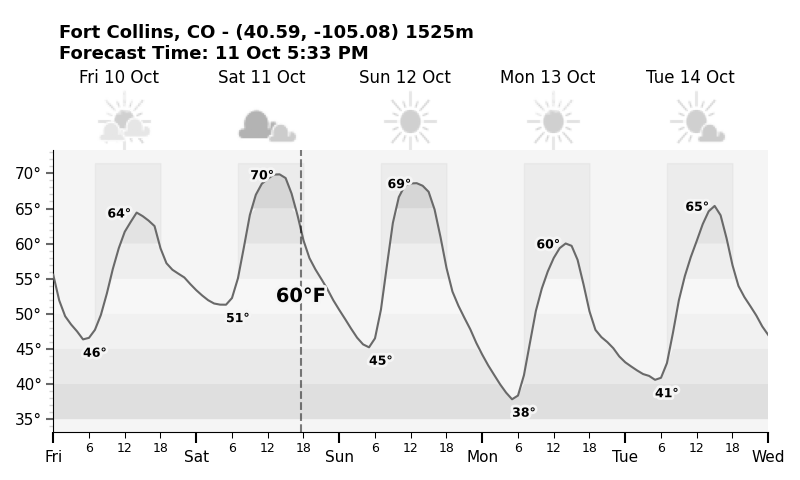 Fort Collins, CO - (40.59, -105.08) 1525m
Forecast Time: 11 Oct 5:33 PM
Fri 10 Oct Sat 11 Oct Sun 12 Oct Mon 13 Oct Tue 14 Oct
70°
65°
60°
55°
50°
45°
40°
35°
64° 70° 69° 60° 65°
60°F
46° 51° 45° 38° 41°
6 12 18 6 12 18 6 12 18 6 12 18 6 12 18
Fri Sat Sun Mon Tue Wed